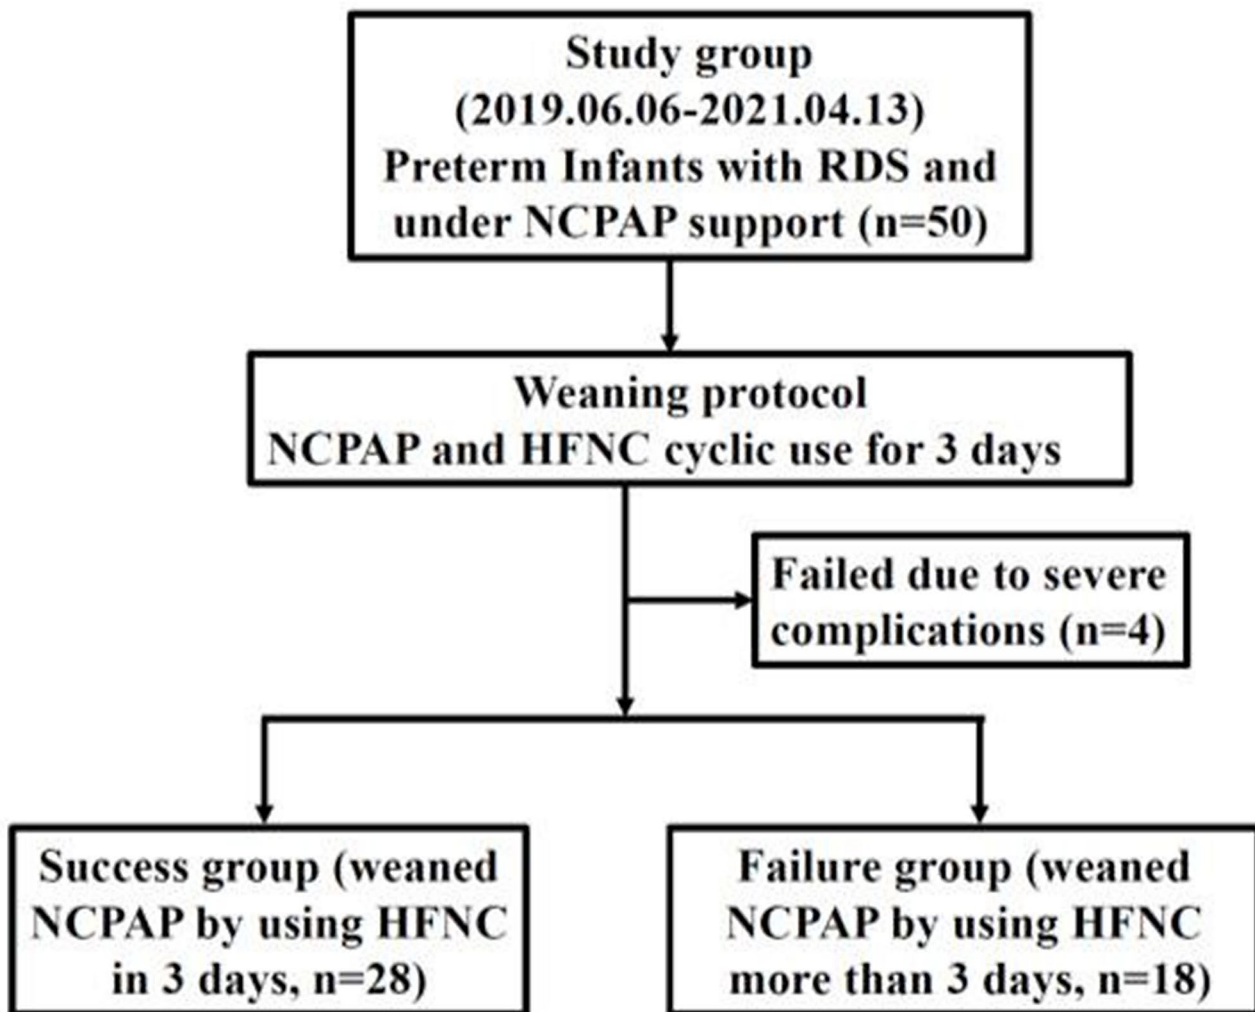 Study group
(2019.06.06-2021.04.13)
Preterm Infants with RDS and
under NCPAP support (n=50)
Weaning protocol
NCPAP and HFNC cyclic use for 3 days
Failed due to severe
complications (n=4)
Success group (weaned
NCPAP by using HFNC
in 3 days, n=28)
Failure group (weaned
NCPAP by using HFNC
more than 3 days, n=18)